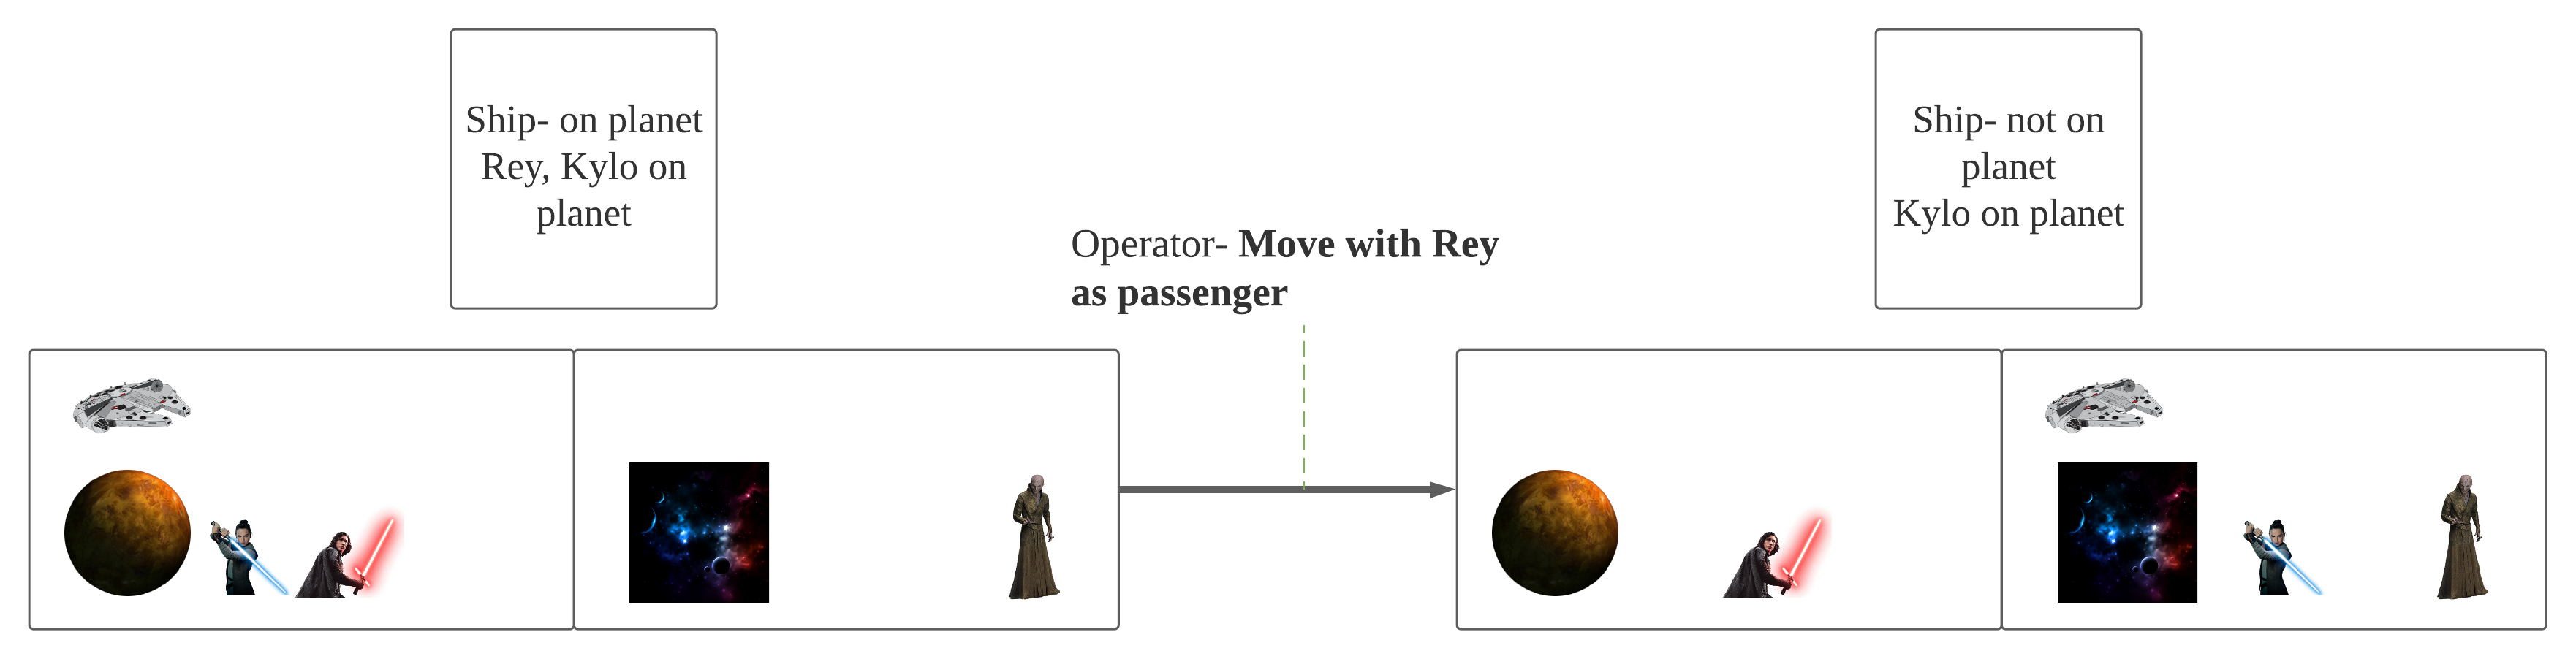 Ship- on planet
Rey, Kylo on
planet
Operator- Move with Rey
as passenger
Ship- not on
planet
Kylo on planet